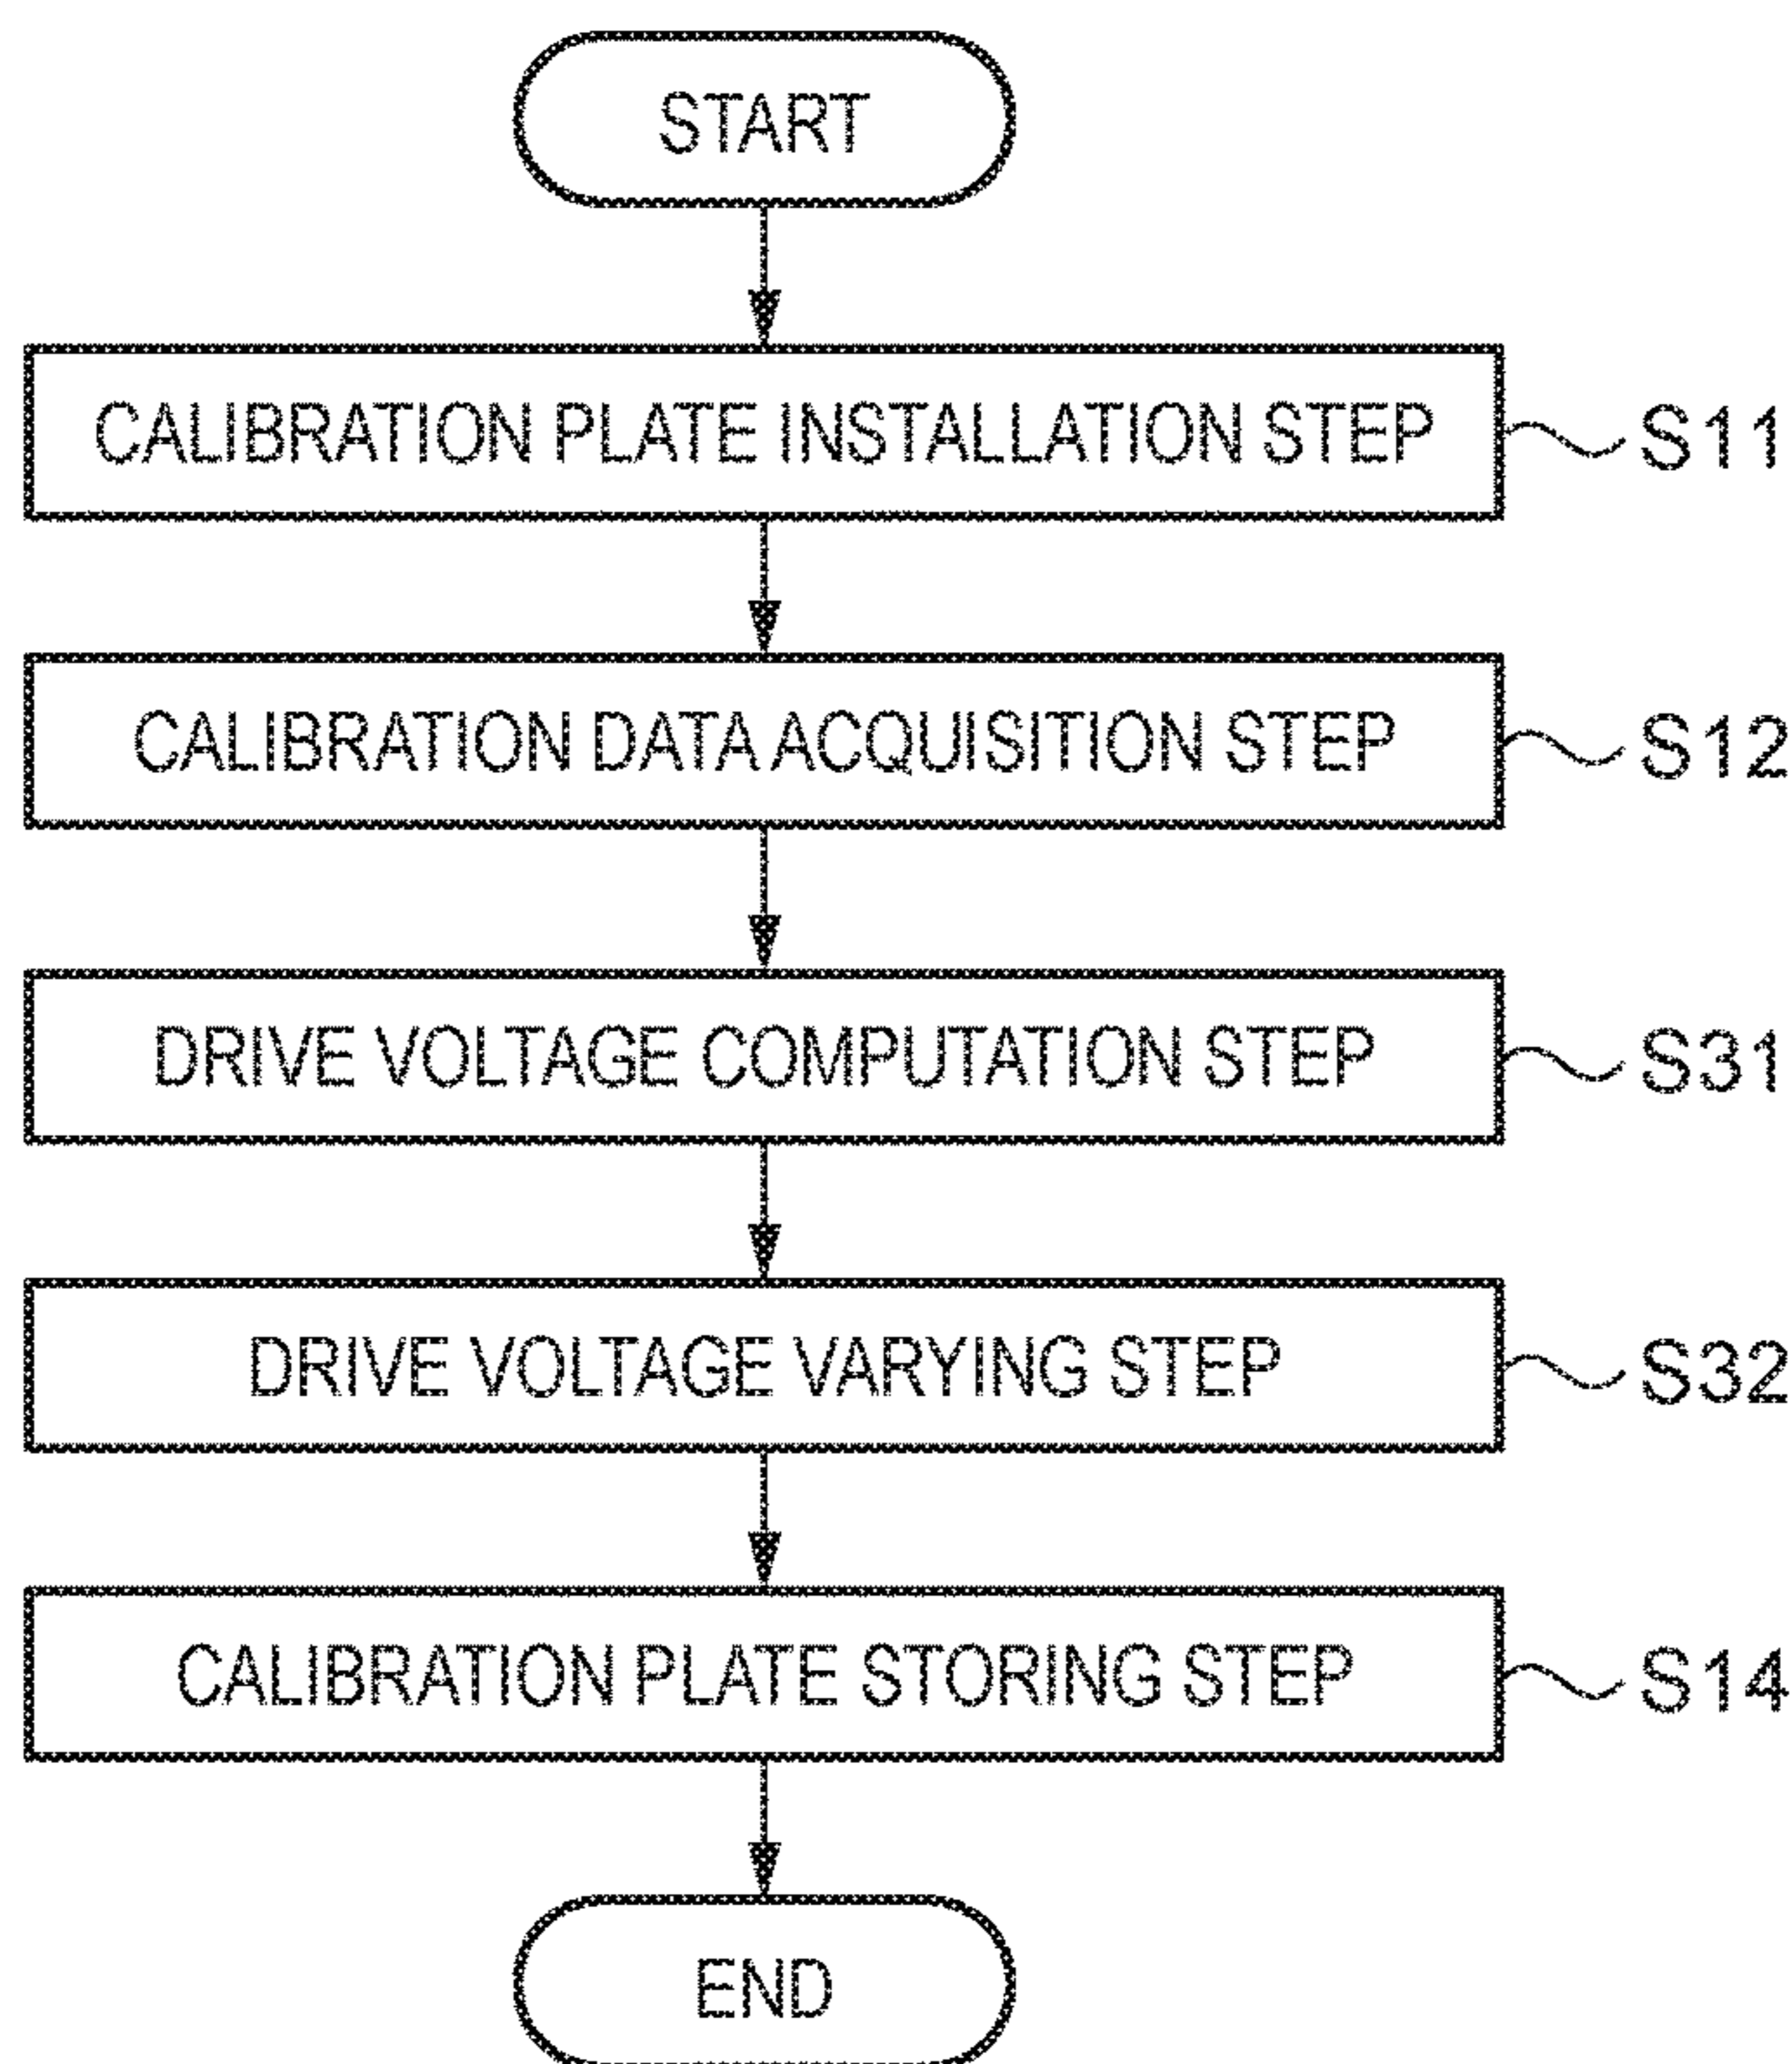 START
CALIBRATION PLATE INSTALLATION STEP S11
CALIBRATION DATA ACQUISITION STEP S12
DRIVE VOLTAGE COMPUTATION STEP S31
DRIVE VOLTAGE VARYING STEP S32
CALIBRATION PLATE STORING STEP S14
END